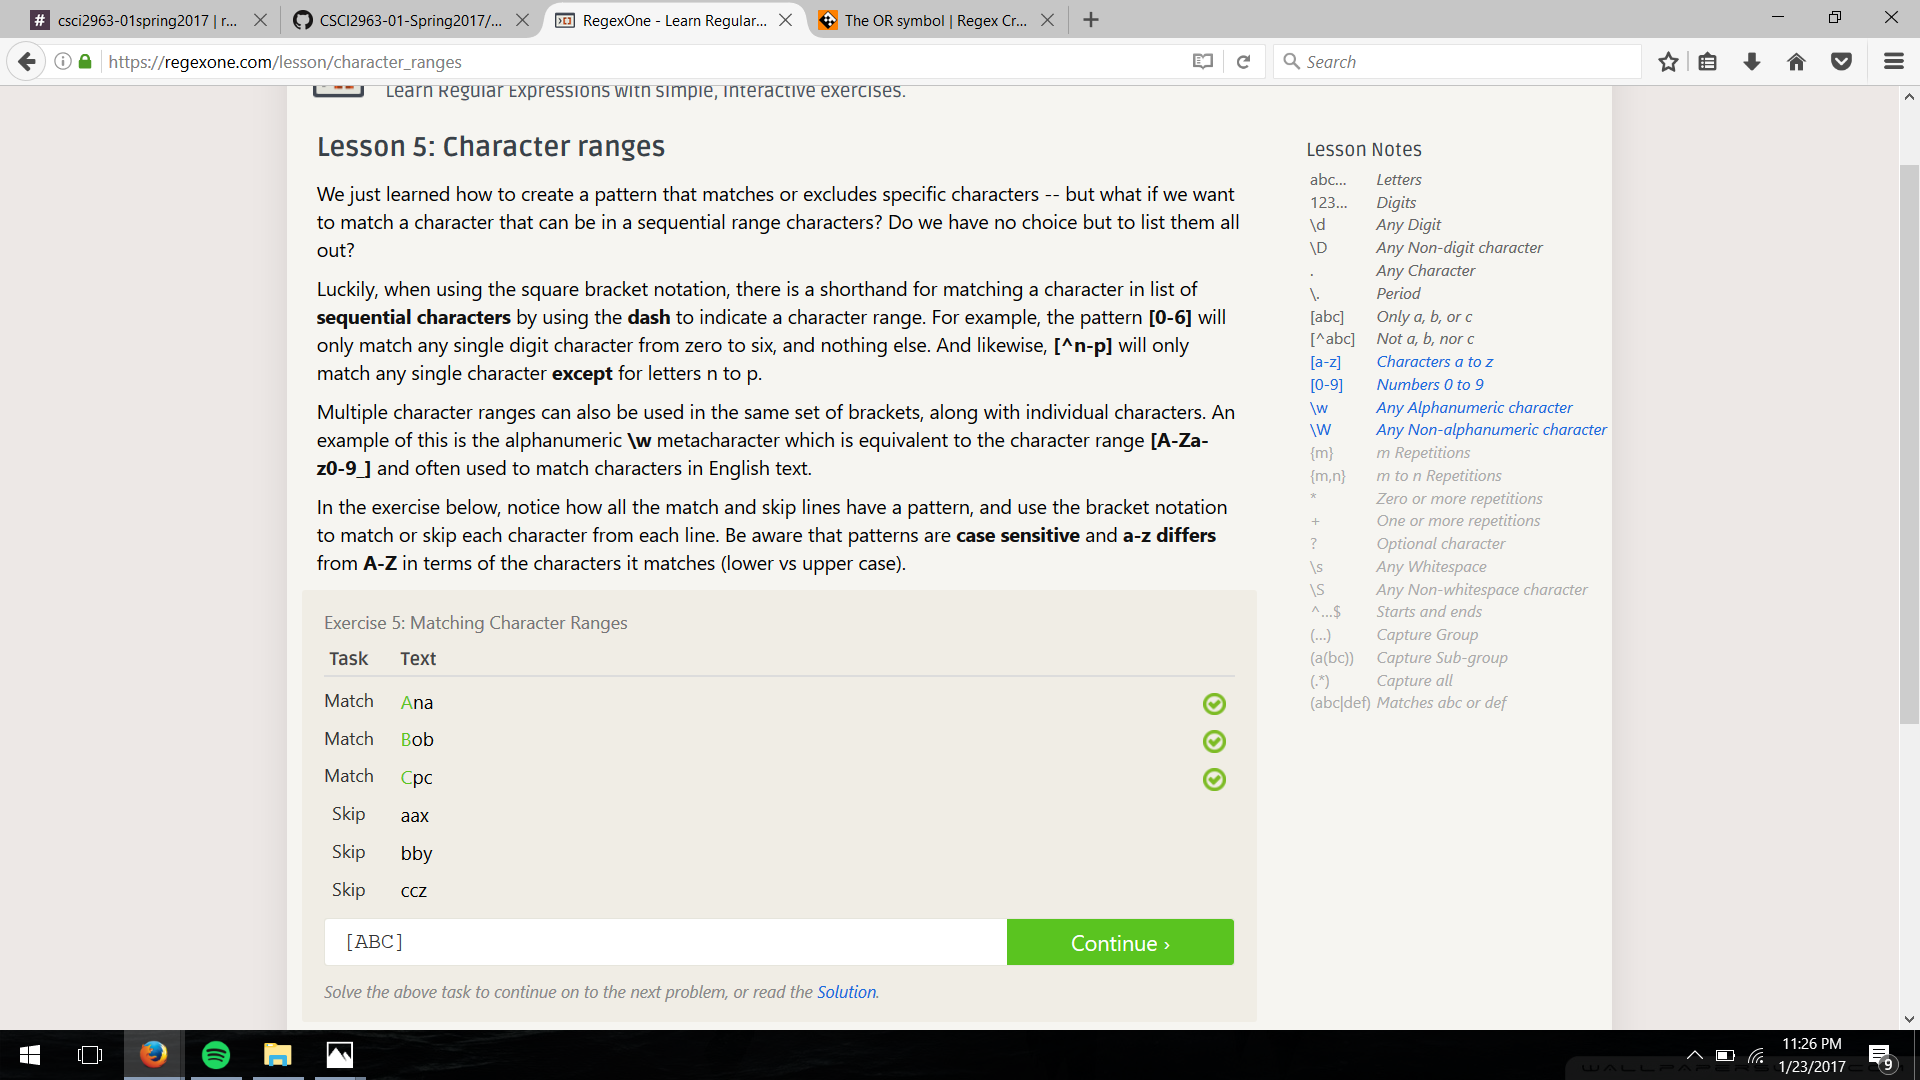 csci2963-01spring2017 | r...
CSCI2963-01-Spring2017/...
RegexOne - Learn Regular...
The OR symbol | Regex Cr...
https://regexone.com/lesson/character_ranges
Search
Learn Regular Expressions with simple, interactive exercises.
Lesson 5: Character ranges
We just learned how to create a pattern that matches or excludes specific characters -- but what if we want
to match a character that can be in a sequential range characters? Do we have no choice but to list them all
out?
Luckily, when using the square bracket notation, there is a shorthand for matching a character in list of
sequential characters by using the dash to indicate a character range. For example, the pattern [0-6] will
only match any single digit character from zero to six, and nothing else. And likewise, [^n-p] will only
match any single character except for letters n to p.
Multiple character ranges can also be used in the same set of brackets, along with individual characters. An
example of this is the alphanumeric \w metacharacter which is equivalent to the character range [A-Za-
z0-9_] and often used to match characters in English text.
In the exercise below, notice how all the match and skip lines have a pattern, and use the bracket notation
to match or skip each character from each line. Be aware that patterns are case sensitive and a-z differs
from A-Z in terms of the characters it matches (lower vs upper case).
Exercise 5: Matching Character Ranges
Task Text
Match Ana
Match Bob
Match Cpc
Skip aax
Skip bby
Skip ccz
[ABC]
Continue ›
Solve the above task to continue on to the next problem, or read the Solution.
Lesson Notes
abc... Letters
123... Digits
\d Any Digit
\D Any Non-digit character
. Any Character
\. Period
[abc] Only a, b, or c
[^abc] Not a, b, nor c
[a-z] Characters a to z
[0-9] Numbers 0 to 9
\w Any Alphanumeric character
\W Any Non-alphanumeric character
{m} m Repetitions
{m,n} m to n Repetitions
* Zero or more repetitions
+ One or more repetitions
? Optional character
\s Any Whitespace
\S Any Non-whitespace character
^...$ Starts and ends
(...) Capture Group
(a(bc)) Capture Sub-group
(.*) Capture all
(abc|def) Matches abc or def
11:26 PM
1/23/2017
9